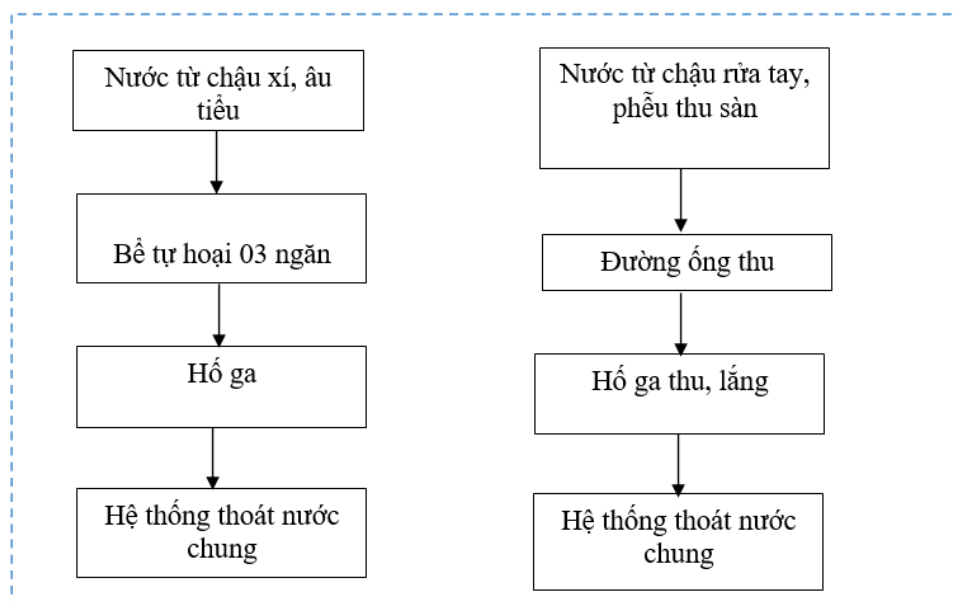 Nước từ chậu xí, âu
tiểu
Bể tự hoại 03 ngăn
Hố ga
Hệ thống thoát nước
chung
Nước từ chậu rửa tay,
phễu thu sàn
Đường ống thu
Hố ga thu, lắng
Hệ thống thoát nước
chung